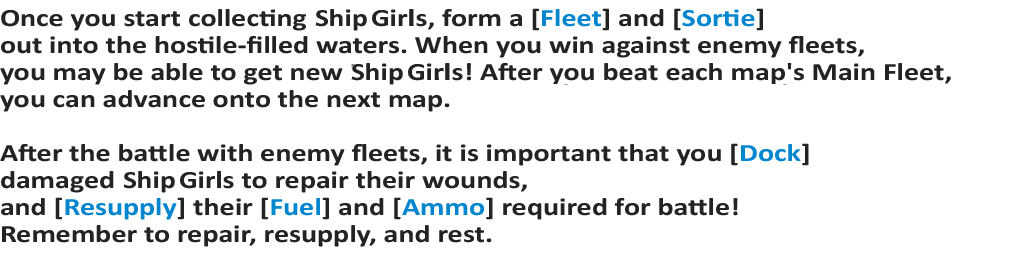 Once you start collecting Ship Girls, form a [Fleet] and [Sortie]
out into the hostile-filled waters. When you win against enemy fleets,
you may be able to get new Ship Girls! After you beat each map's Main Fleet,
you can advance onto the next map.
After the battle with enemy fleets, it is important that you [Dock]
damaged Ship Girls to repair their wounds,
and [Resupply] their [Fuel] and [Ammo] required for battle!
Remember to repair, resupply, and rest.